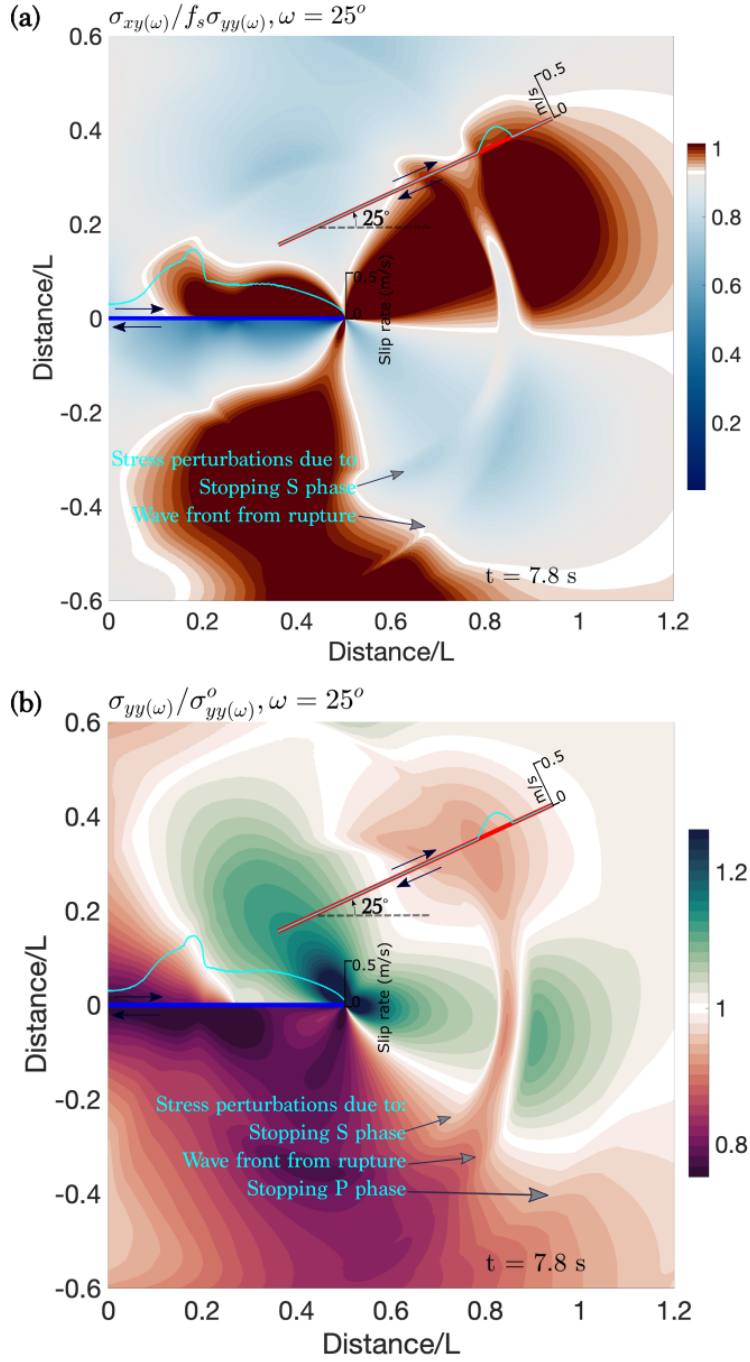 (a) σxy(ω)/fsσyy(ω), ω = 25o
0.6
0.4
0.2
0
-0.2
-0.4
-0.6
Distance/L
0.5
m/s
0
25°
0.5
0
Slip rate (m/s)
Stress perturbations due to
Stopping S phase
Wave front from rupture
t = 7.8 s
0 0.2 0.4 0.6 0.8 1 1.2
Distance/L
1
0.8
0.6
0.4
0.2
(b) σyy(ω)/σoyy(ω), ω = 25o
0.6
0.4
0.2
0
-0.2
-0.4
-0.6
Distance/L
0.5
m/s
0
25°
0.5
0
Slip rate (m/s)
Stress perturbations due to:
Stopping S phase
Wave front from rupture
Stopping P phase
t = 7.8 s
0 0.2 0.4 0.6 0.8 1 1.2
Distance/L
1.2
1
0.8